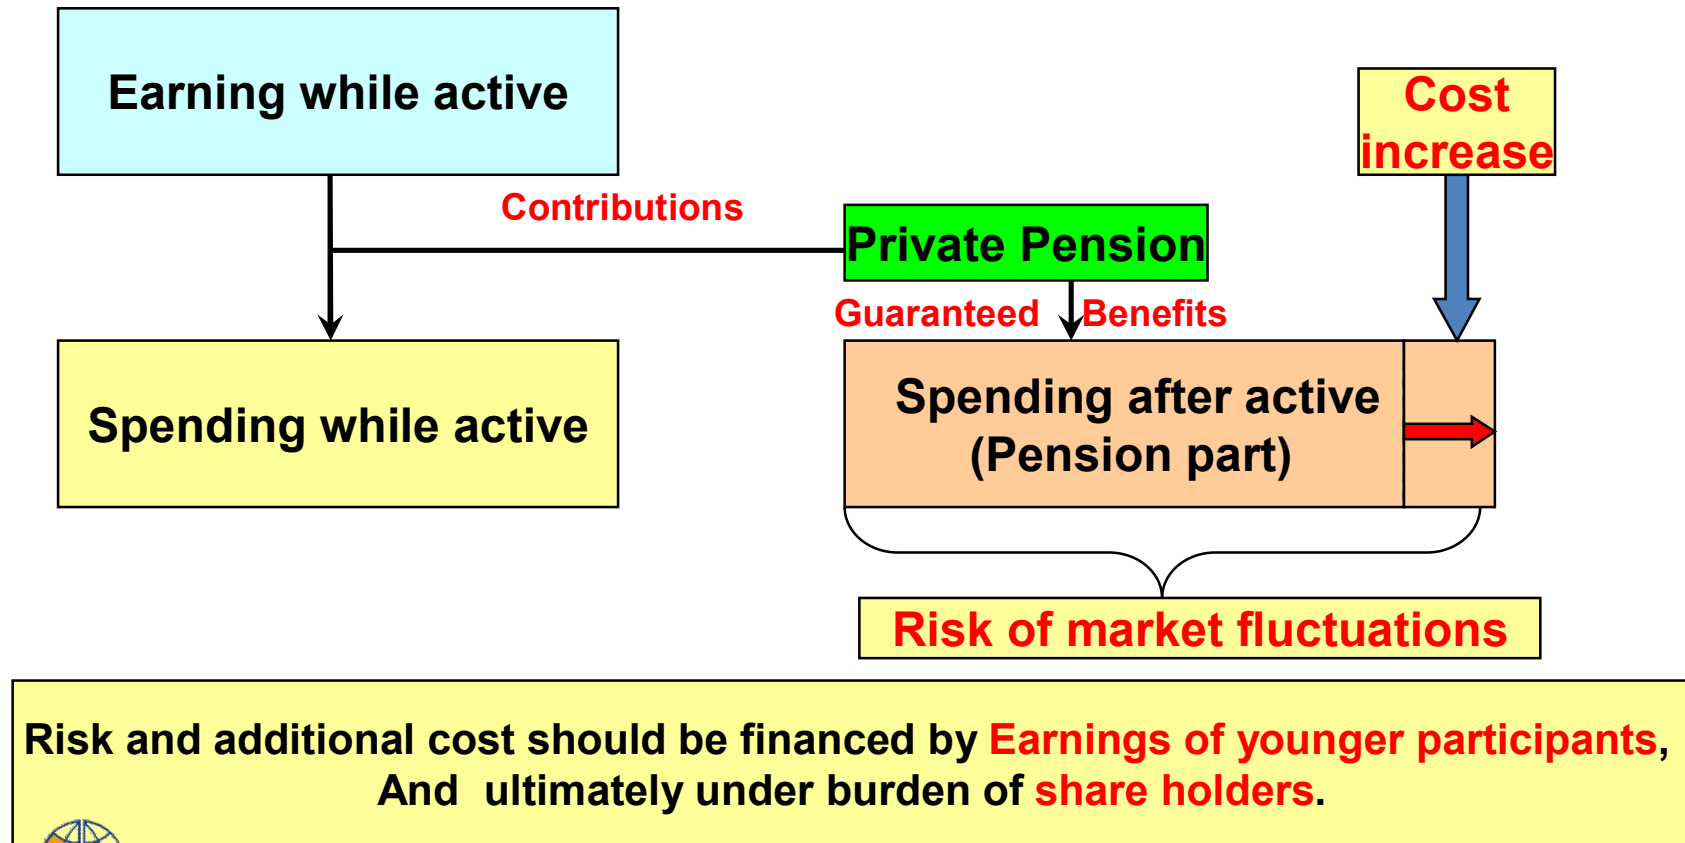 Earning while active
Cost
increase
Contributions
Private Pension
Guaranteed Benefits
Spending while active
Spending after active
(Pension part)
Risk of market fluctuations
Risk and additional cost should be financed by Earnings of younger participants,
And ultimately under burden of share holders.